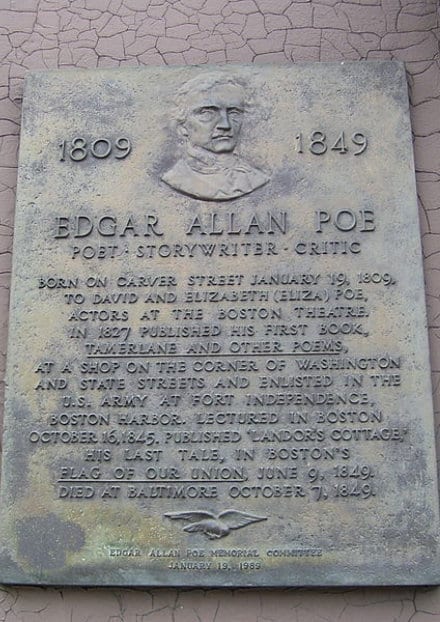 1809 1849
EDGAR ALLAN POE
POET · STORYWRITER · CRITIC
BORN ON CARVER STREET JANUARY 19, 1809,
TO DAVID AND ELIZABETH (ELIZA) POE,
ACTORS AT THE BOSTON THEATRE.
IN 1827 PUBLISHED HIS FIRST BOOK,
TAMERLANE AND OTHER POEMS,
AT A SHOP ON THE CORNER OF WASHINGTON
AND STATE STREETS AND ENLISTED IN THE
U.S. ARMY AT FORT INDEPENDENCE,
BOSTON HARBOR. LECTURED IN BOSTON
OCTOBER 16, 1845. PUBLISHED "LANDOR'S COTTAGE,"
HIS LAST TALE, IN BOSTON'S
FLAG OF OUR UNION, JUNE 9, 1849.
DIED AT BALTIMORE OCTOBER 7, 1849.
EDGAR ALLAN POE MEMORIAL COMMITTEE
JANUARY 19, 1989